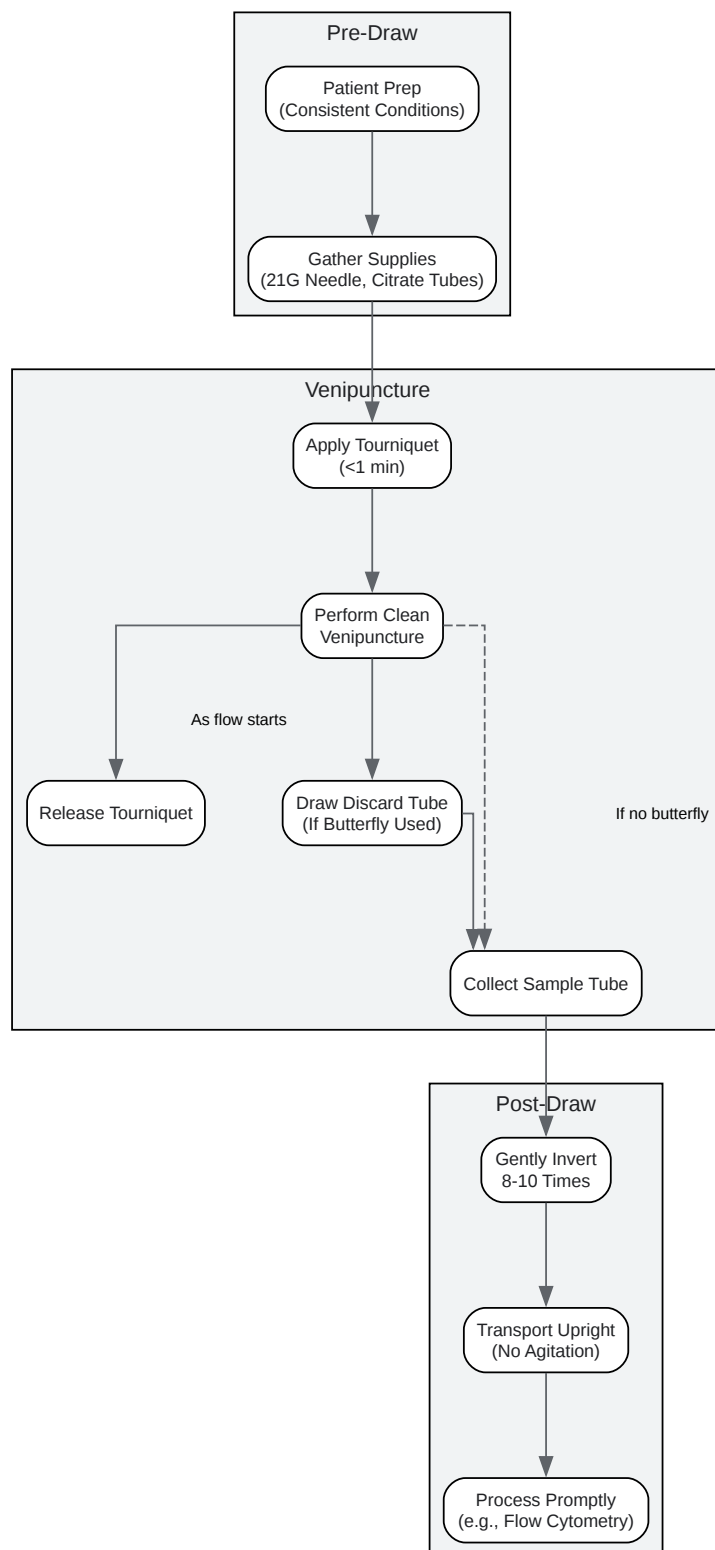 Pre-Draw
Patient Prep
(Consistent Conditions)
Gather Supplies
(21G Needle, Citrate Tubes)
Venipuncture
Apply Tourniquet
(<1 min)
Perform Clean
Venipuncture
As flow starts
Release Tourniquet
Draw Discard Tube
(If Butterfly Used)
If no butterfly
Collect Sample Tube
Post-Draw
Gently Invert
8-10 Times
Transport Upright
(No Agitation)
Process Promptly
(e.g., Flow Cytometry)